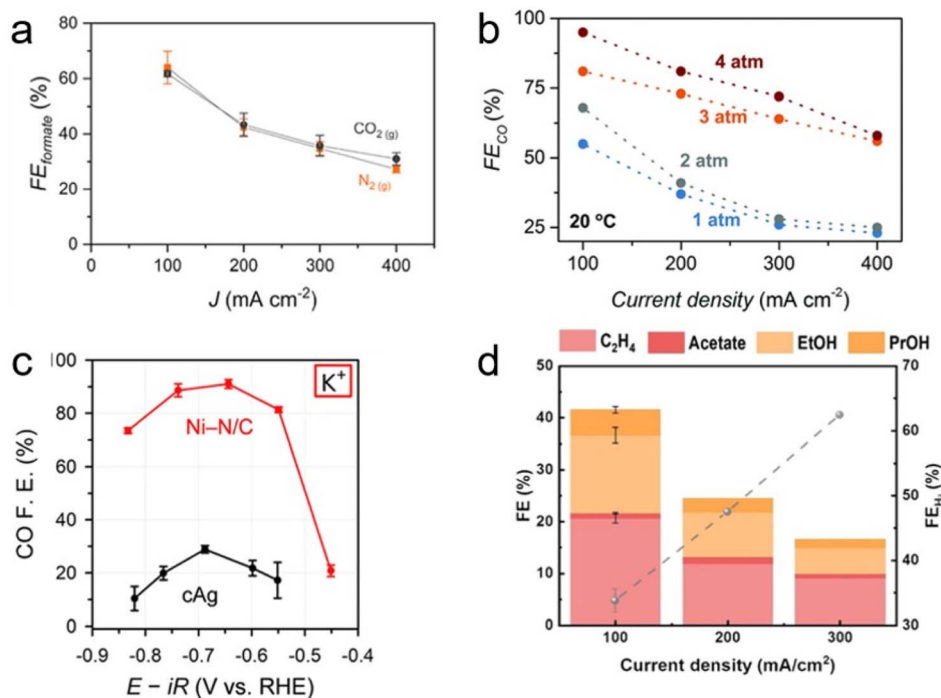 a
80
60
40
20
0
FE_formate (%)
CO2 (g)
N2 (g)
0 100 200 300 400
J (mA cm⁻²)
b
100
75
50
25
FE_CO (%)
4 atm
3 atm
2 atm
1 atm
20 ºC
100 200 300 400
Current density (mA cm⁻²)
c
100
80
60
40
20
0
CO F. E. (%)
K⁺
Ni–N/C
cAg
-0.9 -0.8 -0.7 -0.6 -0.5 -0.4
E − iR (V vs. RHE)
d
C₂H₄ Acetate EtOH PrOH
50
40
30
20
10
0
FE (%)
70
60
50
40
30
FE_H₂ (%)
100 200 300
Current density (mA/cm²)